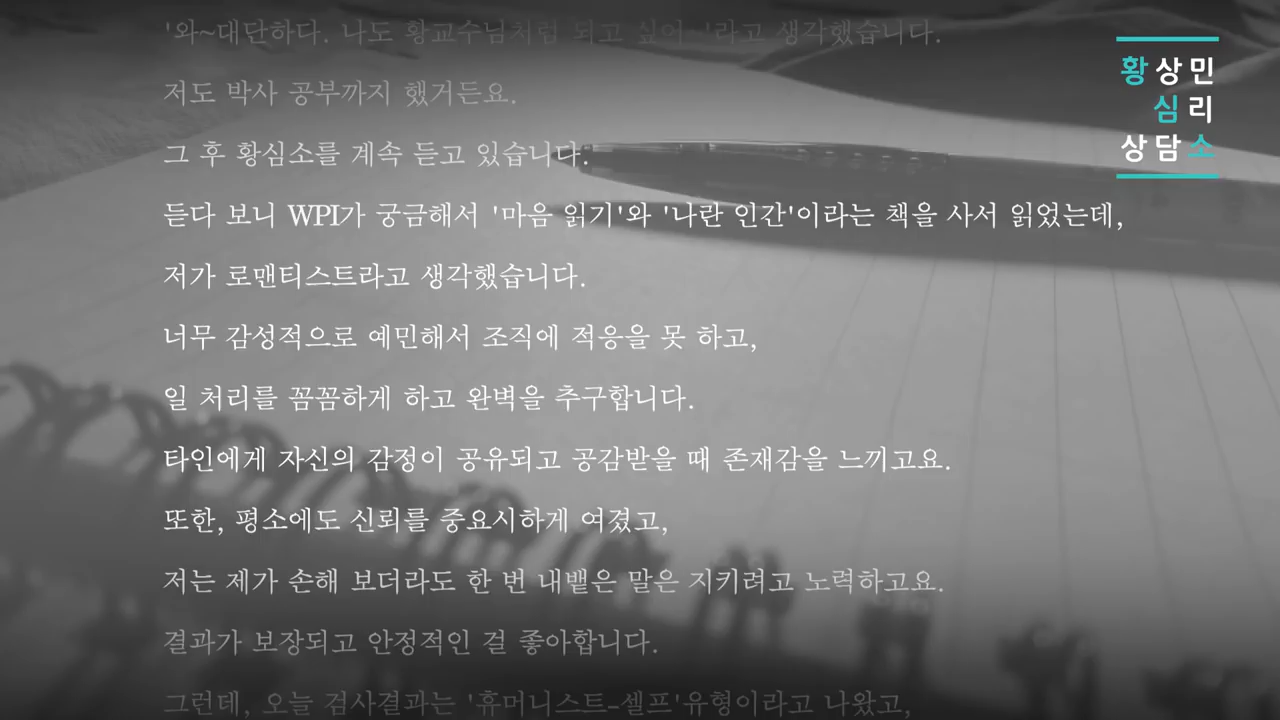 '와~대단하다. 나도 황교수님처럼 되고 싶어~'라고 생각했습니다.
저도 박사 공부까지 했거든요.
그 후 황심소를 계속 듣고 있습니다.
듣다 보니 WPI가 궁금해서 '마음 읽기'와 '나란 인간'이라는 책을 사서 읽었는데,
저가 로맨티스트라고 생각했습니다.
너무 감성적으로 예민해서 조직에 적응을 못 하고,
일 처리를 꼼꼼하게 하고 완벽을 추구합니다.
타인에게 자신의 감정이 공유되고 공감받을 때 존재감을 느끼고요.
또한, 평소에도 신뢰를 중요시하게 여겼고,
저는 제가 손해 보더라도 한 번 내뱉은 말은 지키려고 노력하고요.
결과가 보장되고 안정적인 걸 좋아합니다.
그런데, 오늘 검사결과는 '휴머니스트-셀프'유형이라고 나왔고,
황상민
심리
상담소